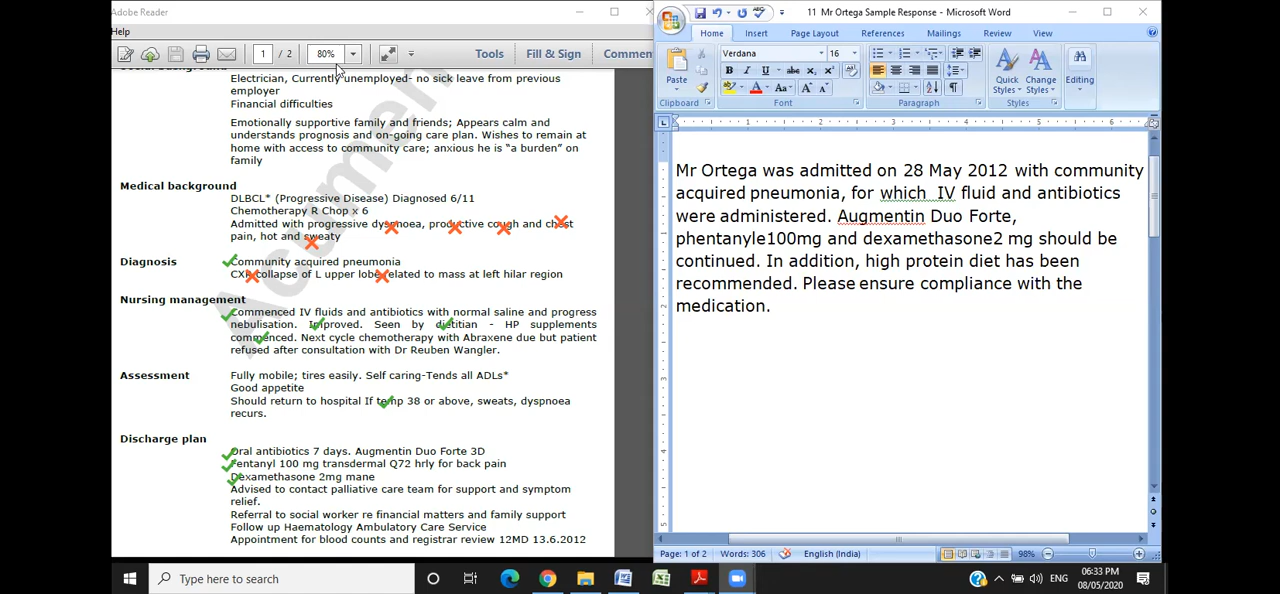 Adobe Reader
11 Mr Ortega Sample Response - Microsoft Word
Help
1 / 2 80% Tools Fill & Sign Commen
Home Insert Page Layout References Mailings Review View
Verdana 16
Paste
Quick Styles
Change Styles
Editing
Clipboard Font Paragraph Styles
Electrician, Currently unemployed- no sick leave from previous
employer
Financial difficulties
Emotionally supportive family and friends; Appears calm and
understands prognosis and on-going care plan. Wishes to remain at
home with access to community care; anxious he is "a burden" on
family
Medical background
DLBCL* (Progressive Disease) Diagnosed 6/11
Chemotherapy R Chop x 6
Admitted with progressive dyspnoea, productive cough and chest
pain, hot and sweaty
Diagnosis Community acquired pneumonia
CXR collapse of L upper lobe related to mass at left hilar region
Nursing management
Commenced IV fluids and antibiotics with normal saline and progress
nebulisation. Improved. Seen by dietitian - HP supplements
commenced. Next cycle chemotherapy with Abraxene due but patient
refused after consultation with Dr Reuben Wangler.
Assessment Fully mobile; tires easily. Self caring-Tends all ADLs*
Good appetite
Should return to hospital If temp 38 or above, sweats, dyspnoea
recurs.
Discharge plan
Oral antibiotics 7 days. Augmentin Duo Forte 3D
Fentanyl 100 mg transdermal Q72 hrly for back pain
Dexamethasone 2mg mane
Advised to contact palliative care team for support and symptom
relief.
Referral to social worker re financial matters and family support
Follow up Haematology Ambulatory Care Service
Appointment for blood counts and registrar review 12MD 13.6.2012
Mr Ortega was admitted on 28 May 2012 with community
acquired pneumonia, for which IV fluid and antibiotics
were administered. Augmentin Duo Forte,
phentanyle100mg and dexamethasone2 mg should be
continued. In addition, high protein diet has been
recommended. Please ensure compliance with the
medication.
Page: 1 of 2 Words: 306 English (India) 98%
Type here to search
ENG
06:33 PM
08/05/2020